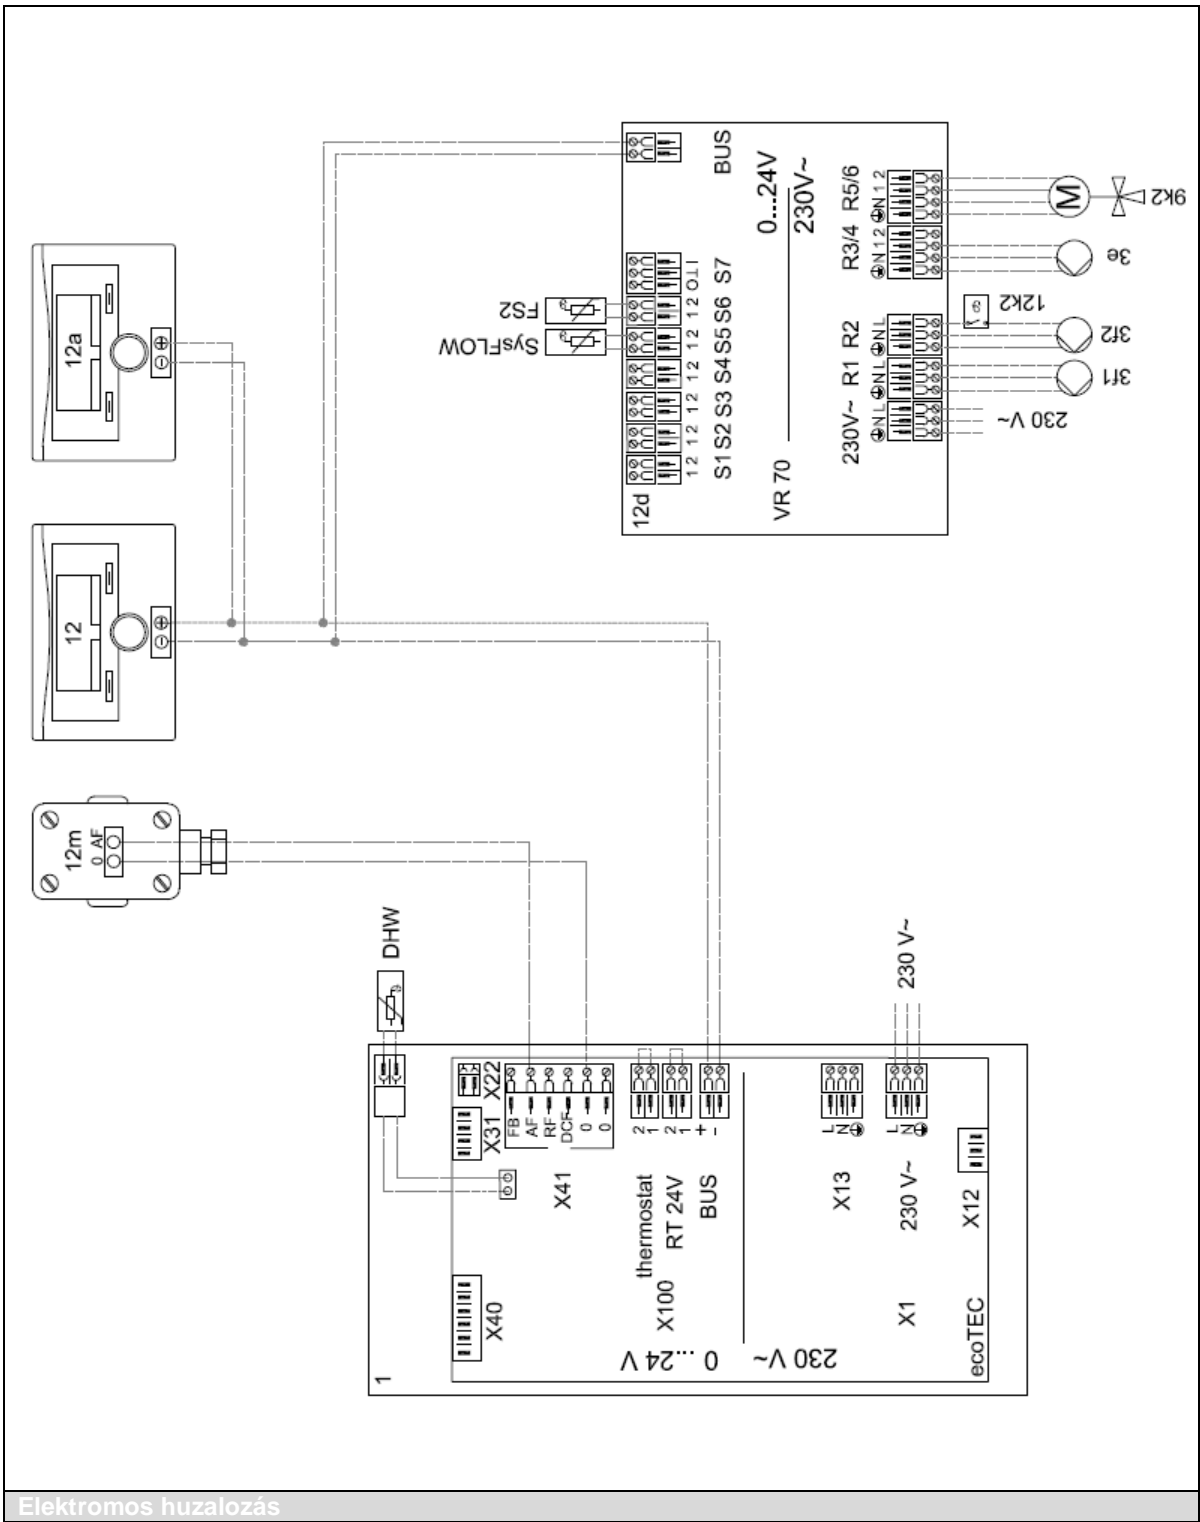 12a
12
12m
0 AF
DHW
FS2
SysFLOW
12d
BUS
1 2 1 2 1 2 1 2 1 2 1 2 O T I
S1 S2 S3 S4 S5 S6 S7
VR 70
0...24V
230V~
230V~ R1 R2 R3/4 R5/6
N L N L N L N 1 2 N 1 2
230 V~
3f1
3f2
12k2
3e
M
9k2
1
X40
X31
X22
FB
AF
RF
DCF
0
0
X41
2
1
2
1
+
-
thermostat
RT 24V
BUS
X100
0 ... 24 V
230 V~
L
N
X13
L
N
230 V~
X1
230 V~
X12
ecoTEC
Elektromos huzalozás